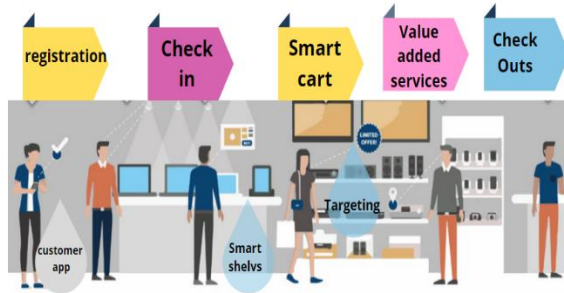 registration
Check
in
Smart
cart
Value
added
services
Check
Outs
LIMITED
OFFER!
Targeting
customer
app
Smart
shelvs